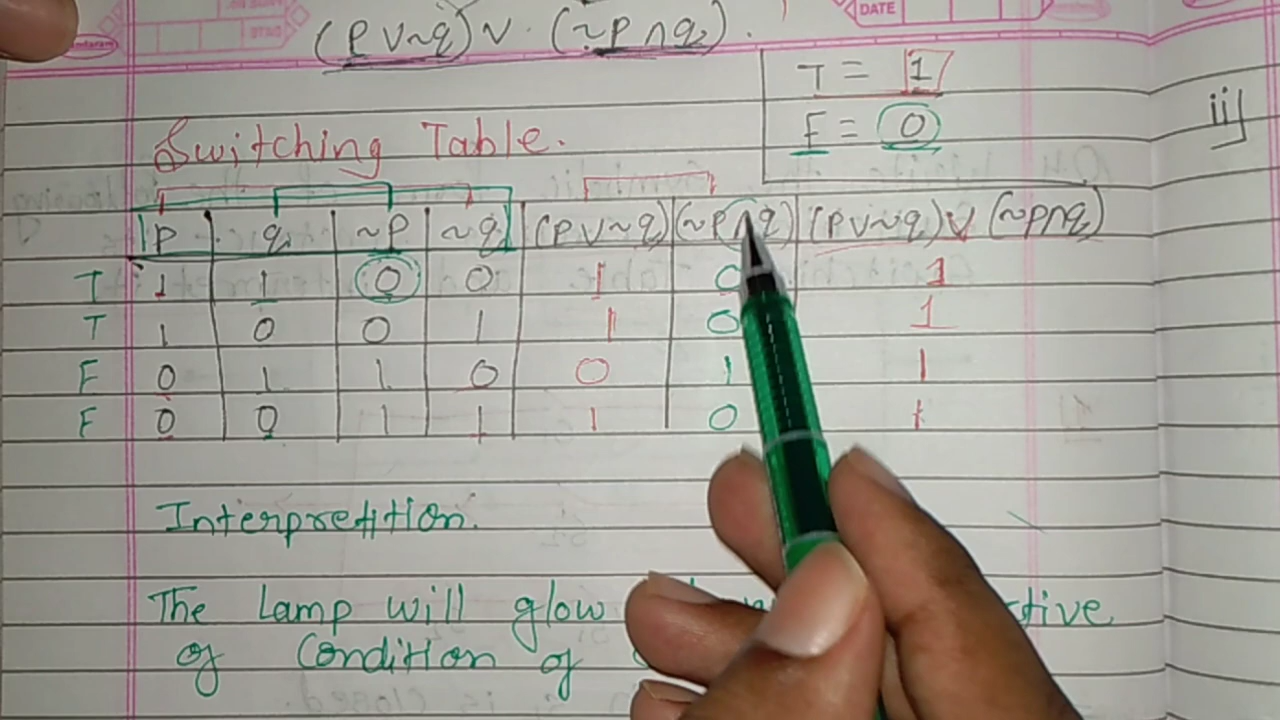 DATE
(p∨~q)∨(~p∧q).
T = 1
F = 0
ii)
Switching Table.
p q ~p ~q (p∨~q) (~p∧q) (p∨~q)∨(~p∧q)
T 1 1 0 0 1 0 1
T 1 0 0 1 1 0 1
F 0 1 1 0 0 1 1
F 0 0 1 1 1 0 1
Interpretition.
The Lamp will glow
of Condition of